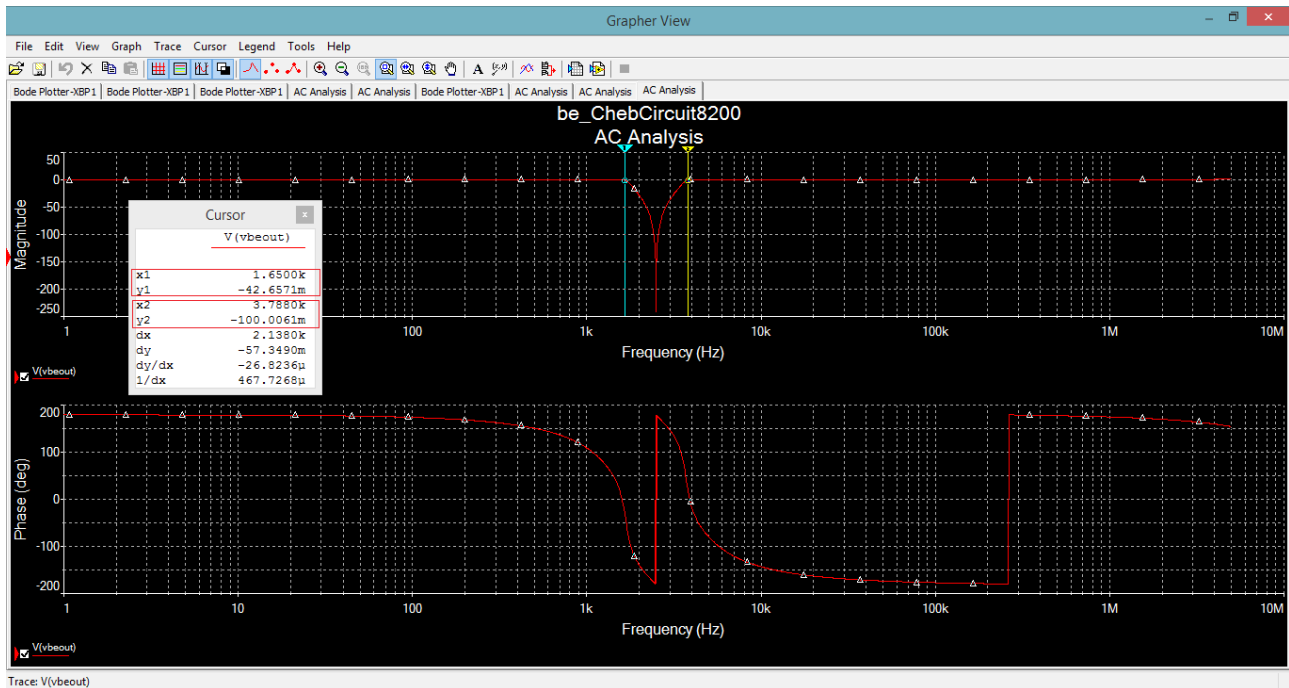 Grapher View
File Edit View Graph Trace Cursor Legend Tools Help
Bode Plotter-XBP1 Bode Plotter-XBP1 Bode Plotter-XBP1 AC Analysis AC Analysis Bode Plotter-XBP1 AC Analysis AC Analysis AC Analysis
be_ChebCircuit8200
AC Analysis
50
0
-50
-100
-150
-200
-250
Magnitude
Cursor
V(vbeout)
x1 1.6500k
y1 -42.6571m
x2 3.7880k
y2 -100.0061m
dx 2.1380k
dy -57.3490m
dy/dx -26.8236µ
1/dx 467.7268µ
1 100 1k 10k 100k 1M 10M
Frequency (Hz)
V(vbeout)
200
100
0
-100
-200
Phase (deg)
1 10 100 1k 10k 100k 1M 10M
Frequency (Hz)
V(vbeout)
Trace: V(vbeout)